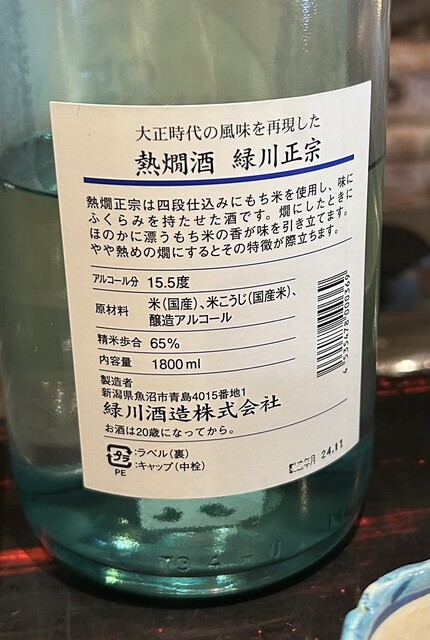 大正時代の風味を再現した
熱燗酒 緑川正宗
熱燗正宗は四段仕込みにもち米を使用し、味に
ふくらみを持たせた酒です。燗にしたときに
ほのかに漂うもち米の香が味を引き立てます。
やや熱めの燗にするとその特徴が際立ちます。
アルコール分 15.5度
原材料 米(国産)、米こうじ(国産米)、
醸造アルコール
精米歩合 65%
内容量 1800ml
製造者
新潟県魚沼市青島4015番地1
緑川酒造株式会社
お酒は20歳になってから。
プラ :ラベル(裏)
:キャップ(中栓)
PE
年月 24.11
4 535478 000369